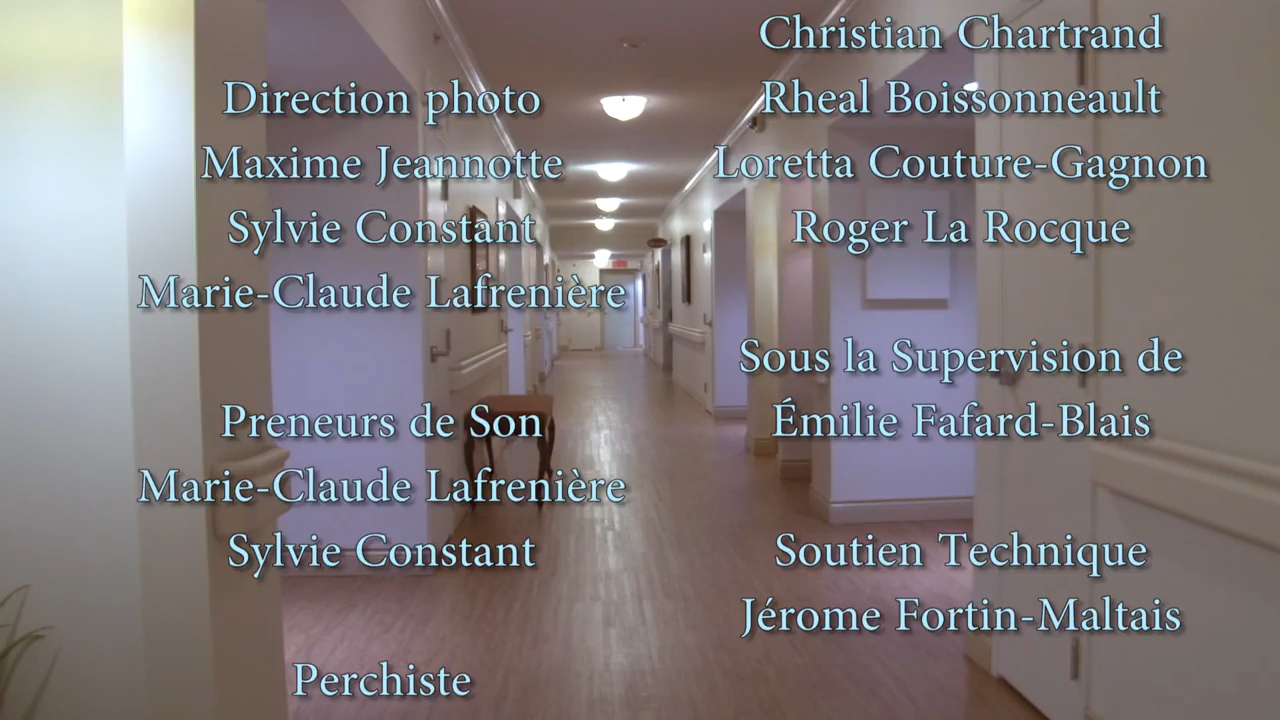 Direction photo
Maxime Jeannotte
Sylvie Constant
Marie-Claude Lafrenière
Preneurs de Son
Marie-Claude Lafrenière
Sylvie Constant
Perchiste
Christian Chartrand
Rheal Boissonneault
Loretta Couture-Gagnon
Roger La Rocque
Sous la Supervision de
Émilie Fafard-Blais
Soutien Technique
Jérome Fortin-Maltais